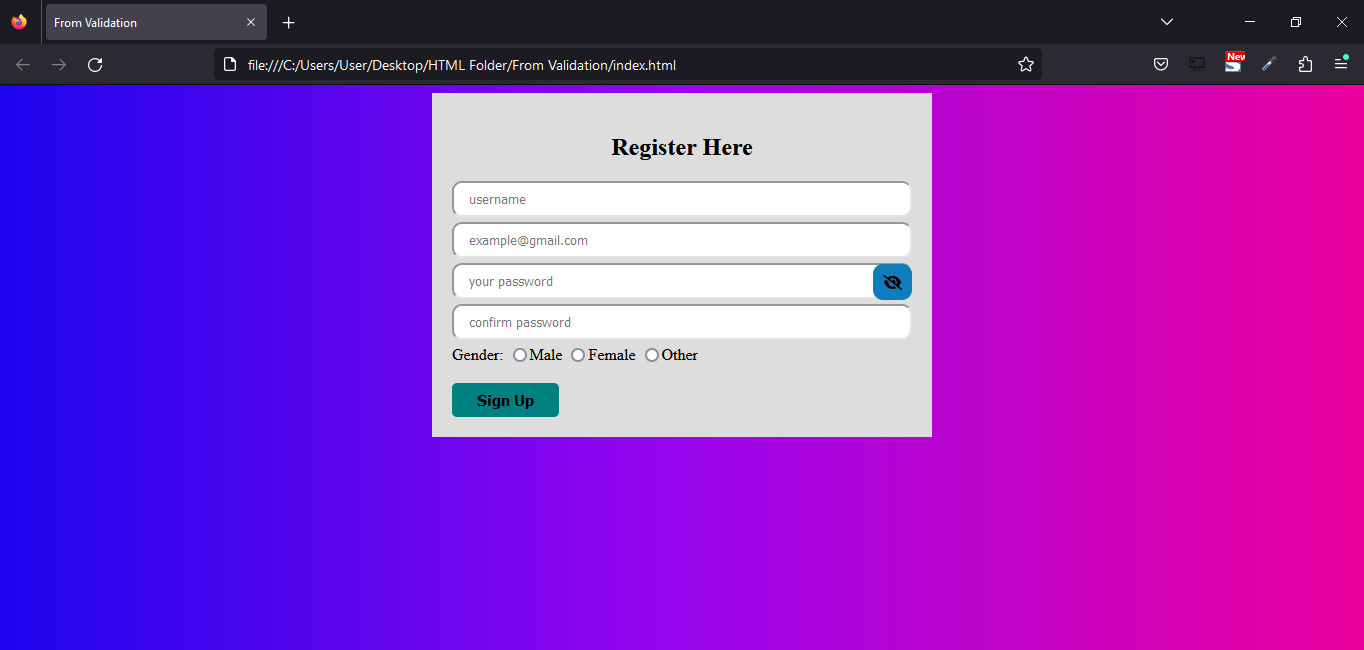 From Validation
file:///C:/Users/User/Desktop/HTML Folder/From Validation/index.html
New
Register Here
username
example@gmail.com
your password
confirm password
Gender: Male Female Other
Sign Up